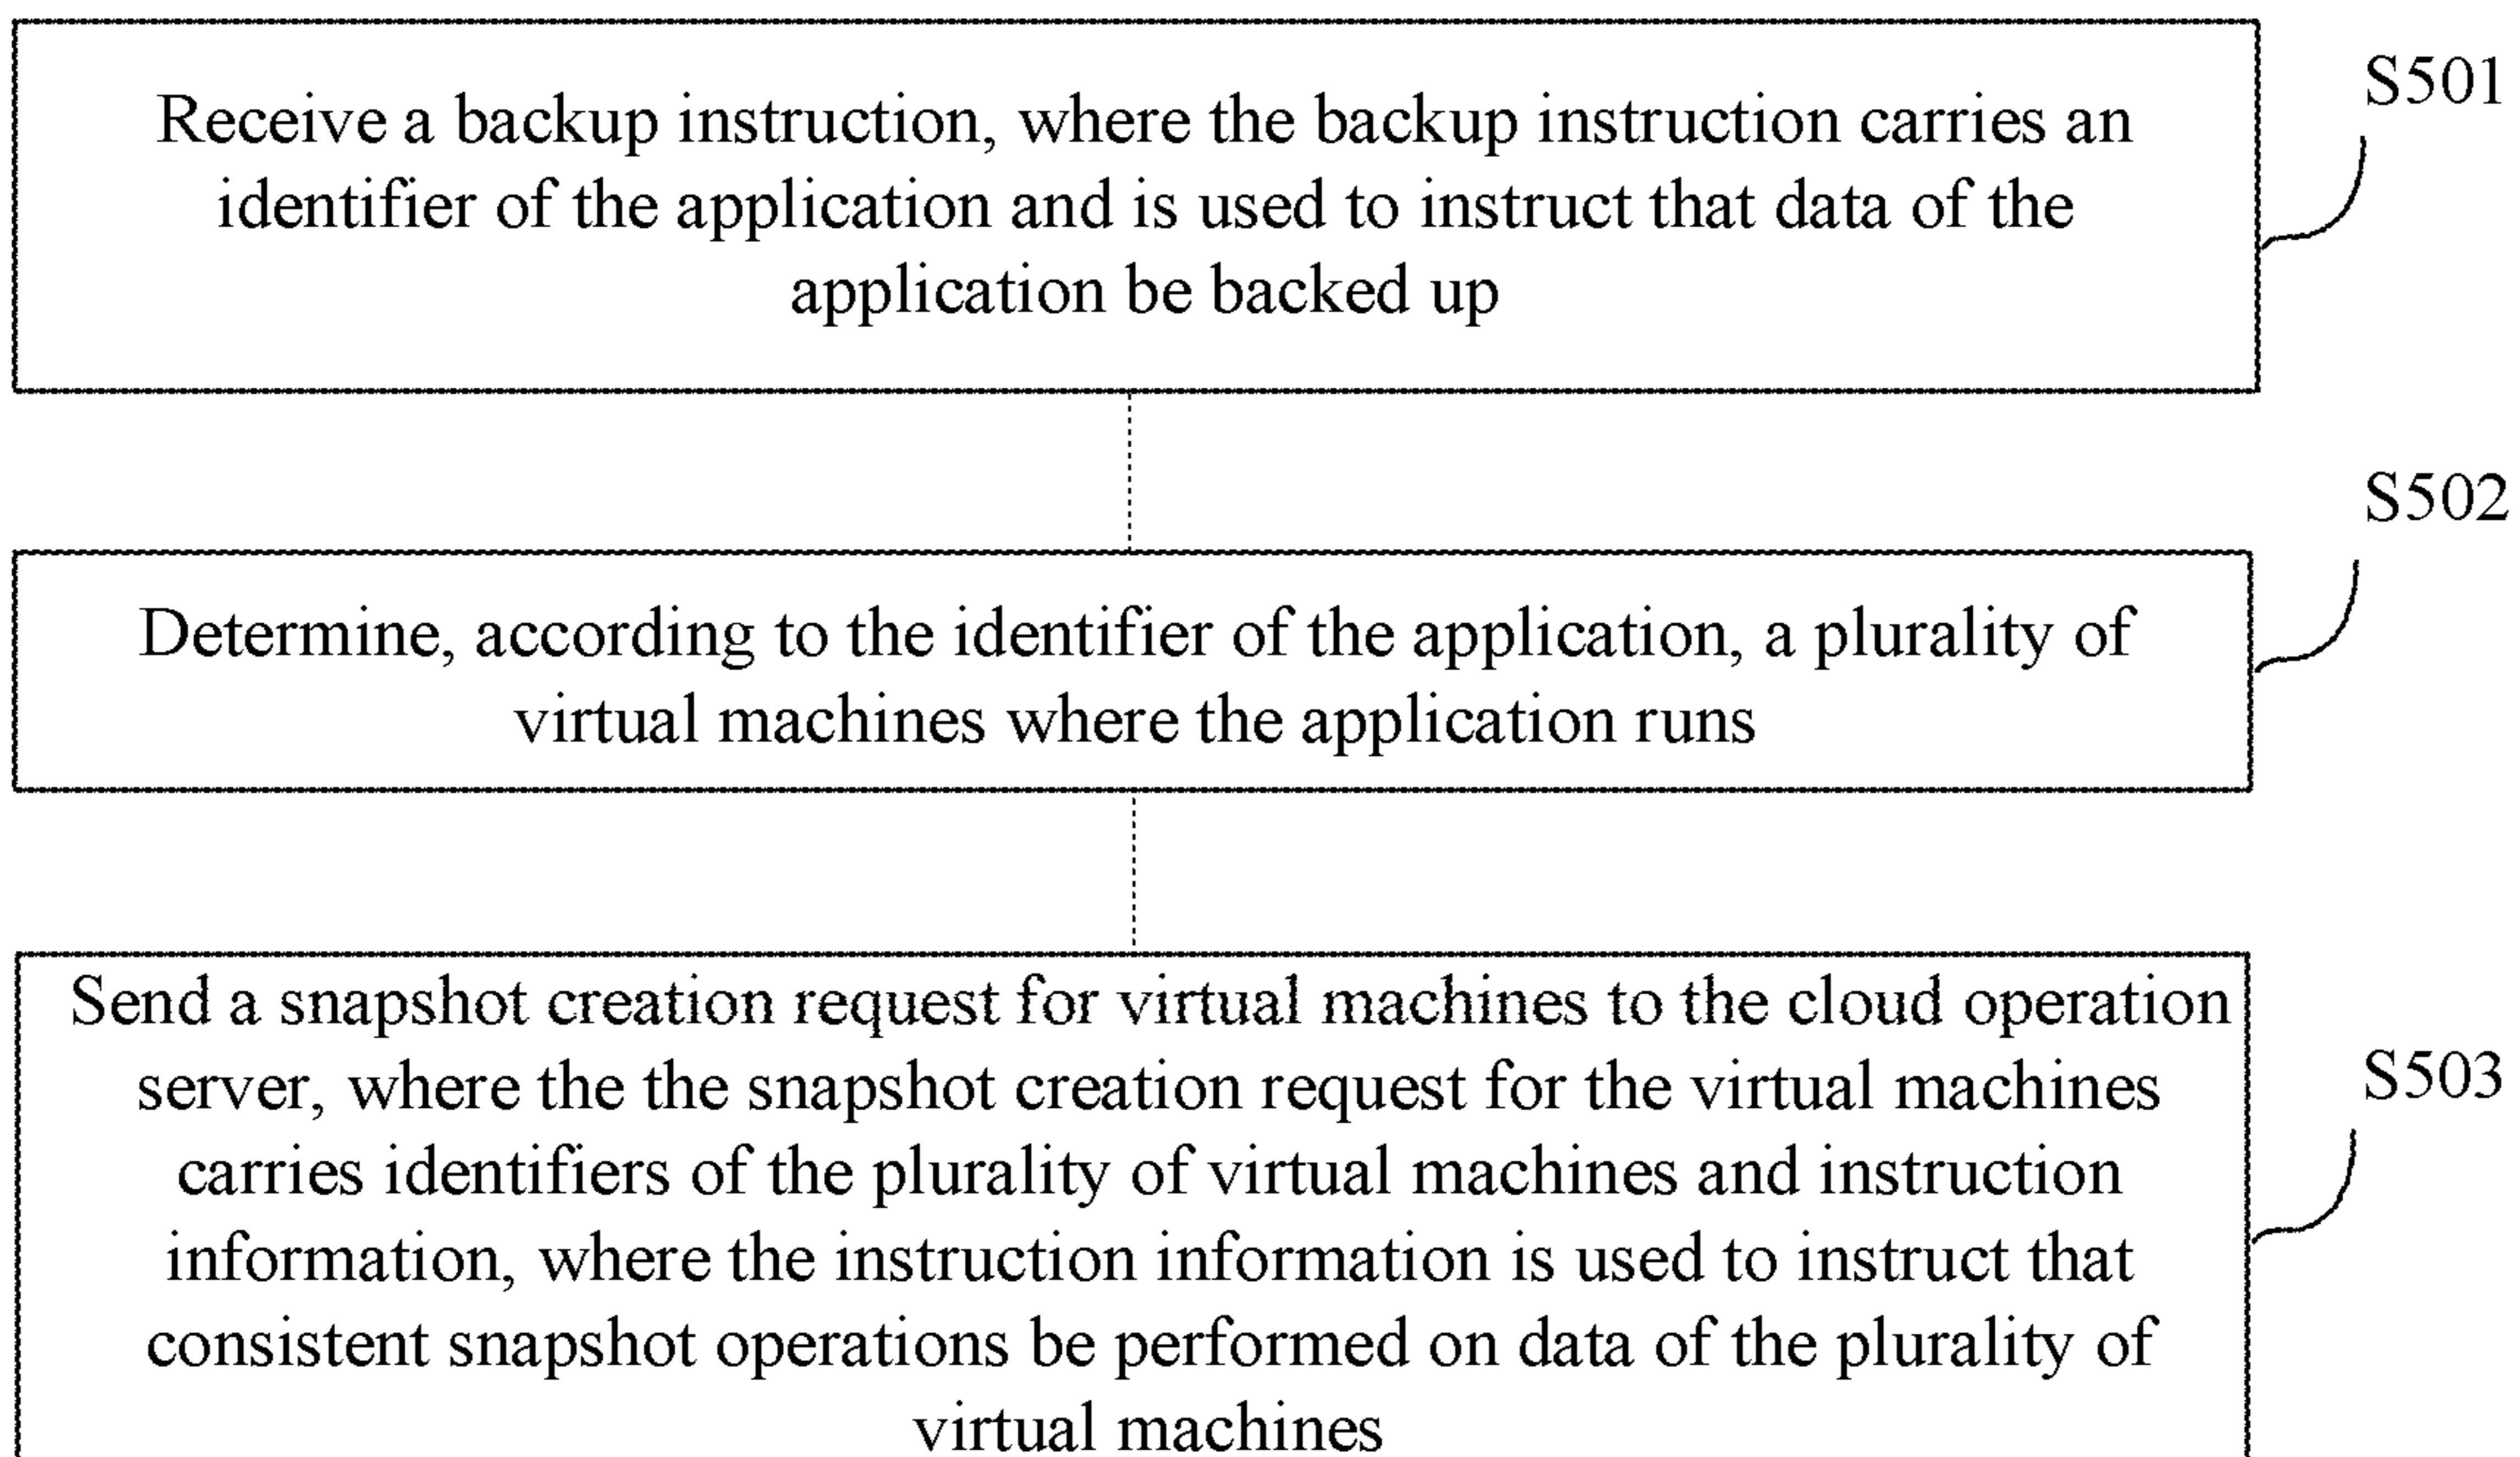 Receive a backup instruction, where the backup instruction carries an
identifier of the application and is used to instruct that data of the
application be backed up
S501
Determine, according to the identifier of the application, a plurality of
virtual machines where the application runs
S502
Send a snapshot creation request for virtual machines to the cloud operation
server, where the the snapshot creation request for the virtual machines
carries identifiers of the plurality of virtual machines and instruction
information, where the instruction information is used to instruct that
consistent snapshot operations be performed on data of the plurality of
virtual machines
S503